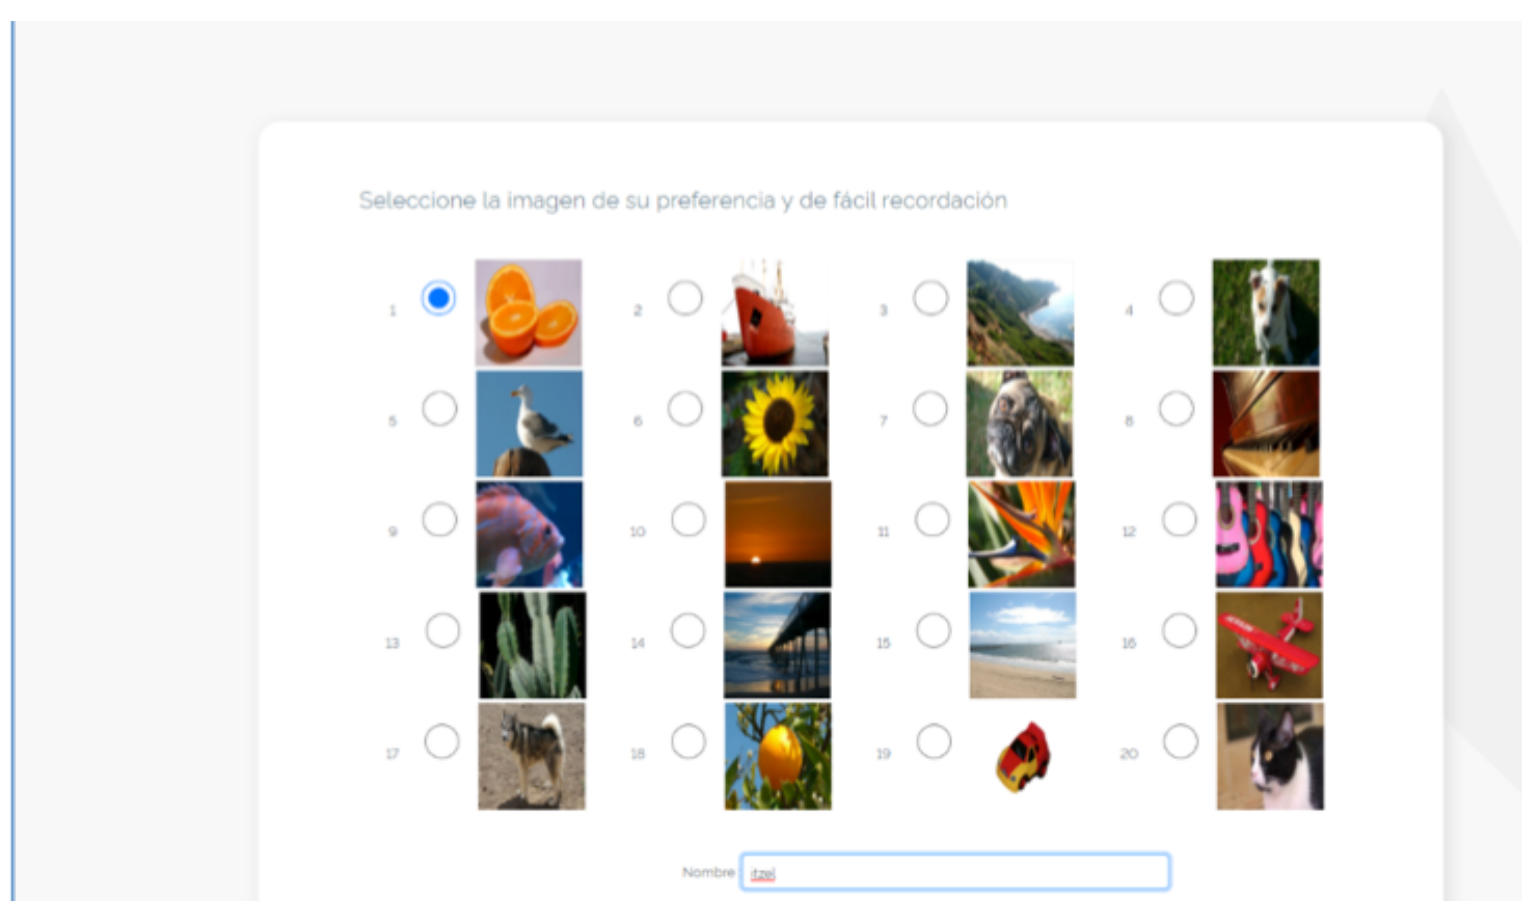 Seleccione la imagen de su preferencia y de fácil recordación
1 2 3 4
5 6 7 8
9 10 11 12
13 14 15 16
17 18 19 20
Nombre itzel